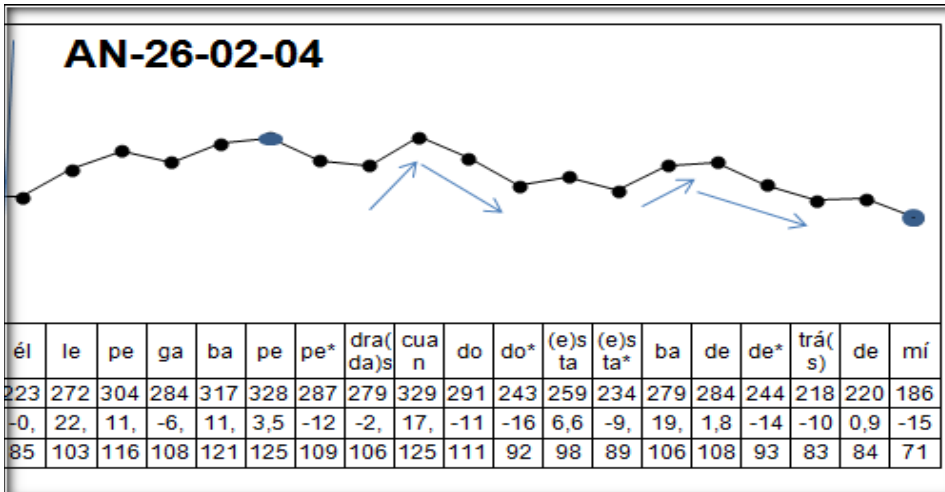 AN-26-02-04
él le pe ga ba pe pe* dra(da)s cuan do do* (e)sta (e)sta* ba de de* trá(s) de mí
223 272 304 284 317 328 287 279 329 291 243 259 234 279 284 244 218 220 186
-0, 22, 11, -6, 11, 3,5 -12 -2, 17, -11 -16 6,6 -9, 19, 1,8 -14 -10 0,9 -15
85 103 116 108 121 125 109 106 125 111 92 98 89 106 108 93 83 84 71